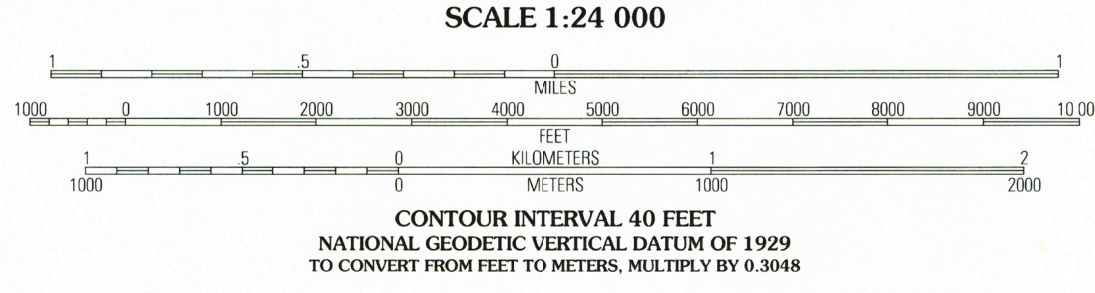 SCALE 1:24 000
1 .5 0 1
MILES
1000 0 1000 2000 3000 4000 5000 6000 7000 8000 9000 10 00
FEET
1 .5 0 KILOMETERS 1 2
1000 0 METERS 1000 2000
CONTOUR INTERVAL 40 FEET
NATIONAL GEODETIC VERTICAL DATUM OF 1929
TO CONVERT FROM FEET TO METERS, MULTIPLY BY 0.3048